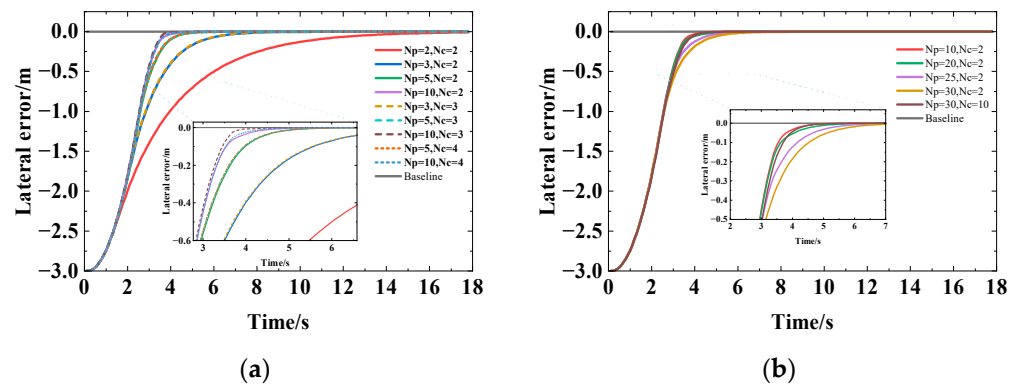 0.0
−0.5
−1.0
−1.5
−2.0
−2.5
−3.0
Lateral error/m
0 2 4 6 8 10 12 14 16 18
Time/s
Np=2,Nc=2
Np=3,Nc=2
Np=5,Nc=2
Np=10,Nc=2
Np=3,Nc=3
Np=5,Nc=3
Np=10,Nc=3
Np=5,Nc=4
Np=10,Nc=4
Baseline
0.0
−0.2
−0.4
−0.6
Lateral error/m
3 4 5 6
Time/s
(a)
0.0
−0.5
−1.0
−1.5
−2.0
−2.5
−3.0
Lateral error/m
0 2 4 6 8 10 12 14 16 18
Time/s
Np=10,Nc=2
Np=20,Nc=2
Np=25,Nc=2
Np=30,Nc=2
Np=30,Nc=10
Baseline
0.0
−0.1
−0.2
−0.3
−0.4
−0.5
Lateral error/m
2 3 4 5 6 7
Time/s
(b)